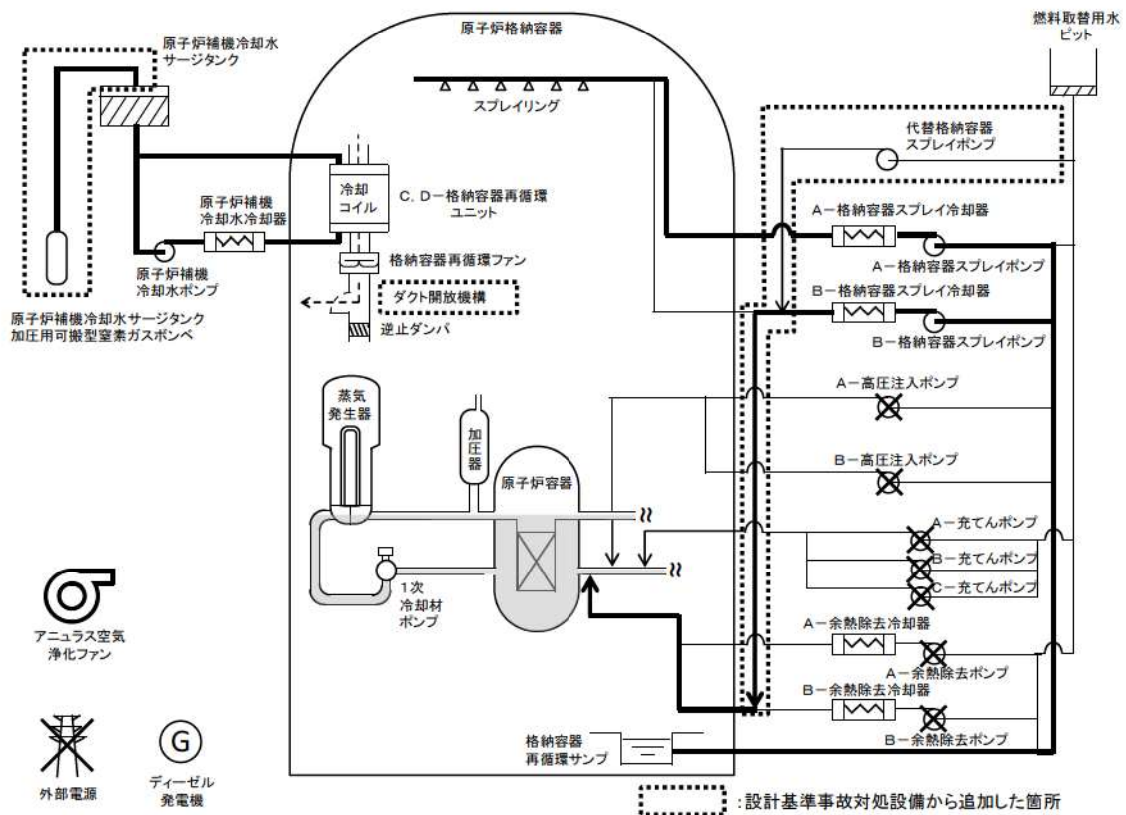 原子炉格納容器
燃料取替用水
ピット
原子炉補機冷却水
サージタンク
スプレイリング
代替格納容器
スプレイポンプ
冷却
コイル
C, D－格納容器再循環
ユニット
原子炉補機
冷却水冷却器
A－格納容器スプレイ冷却器
A－格納容器スプレイポンプ
格納容器再循環ファン
原子炉補機
冷却水ポンプ
ダクト開放機構
B－格納容器スプレイ冷却器
原子炉補機冷却水サージタンク
加圧用可搬型窒素ガスボンベ
逆止ダンパ
B－格納容器スプレイポンプ
A－高圧注入ポンプ
蒸気
発生器
加圧器
B－高圧注入ポンプ
原子炉容器
A－充てんポンプ
B－充てんポンプ
C－充てんポンプ
1次
冷却材
ポンプ
アニュラス空気
浄化ファン
A－余熱除去冷却器
A－余熱除去ポンプ
B－余熱除去冷却器
B－余熱除去ポンプ
格納容器
再循環サンプ
G
外部電源
ディーゼル
発電機
：設計基準事故対処設備から追加した箇所